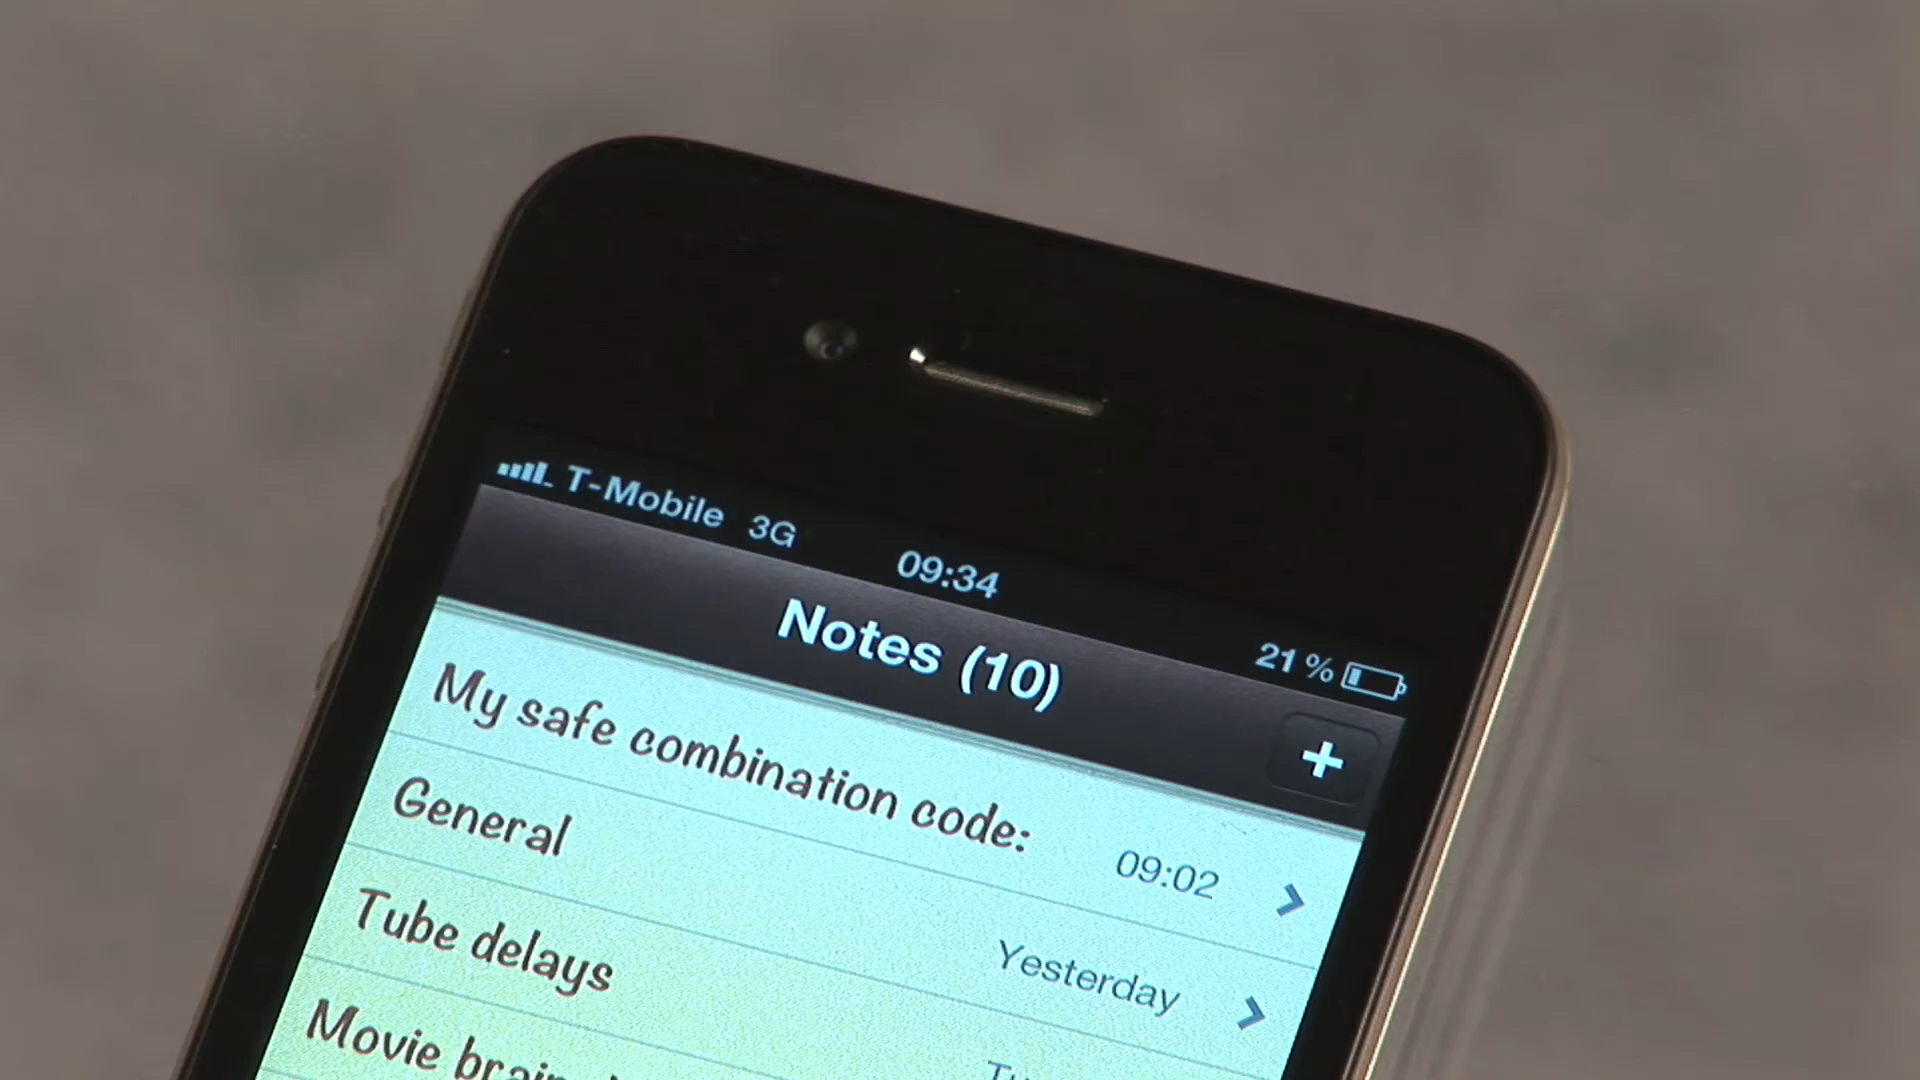 T-Mobile 3G 09:34 21 %
Notes (10)
My safe combination code: 09:02
General Yesterday
Tube delays
Movie